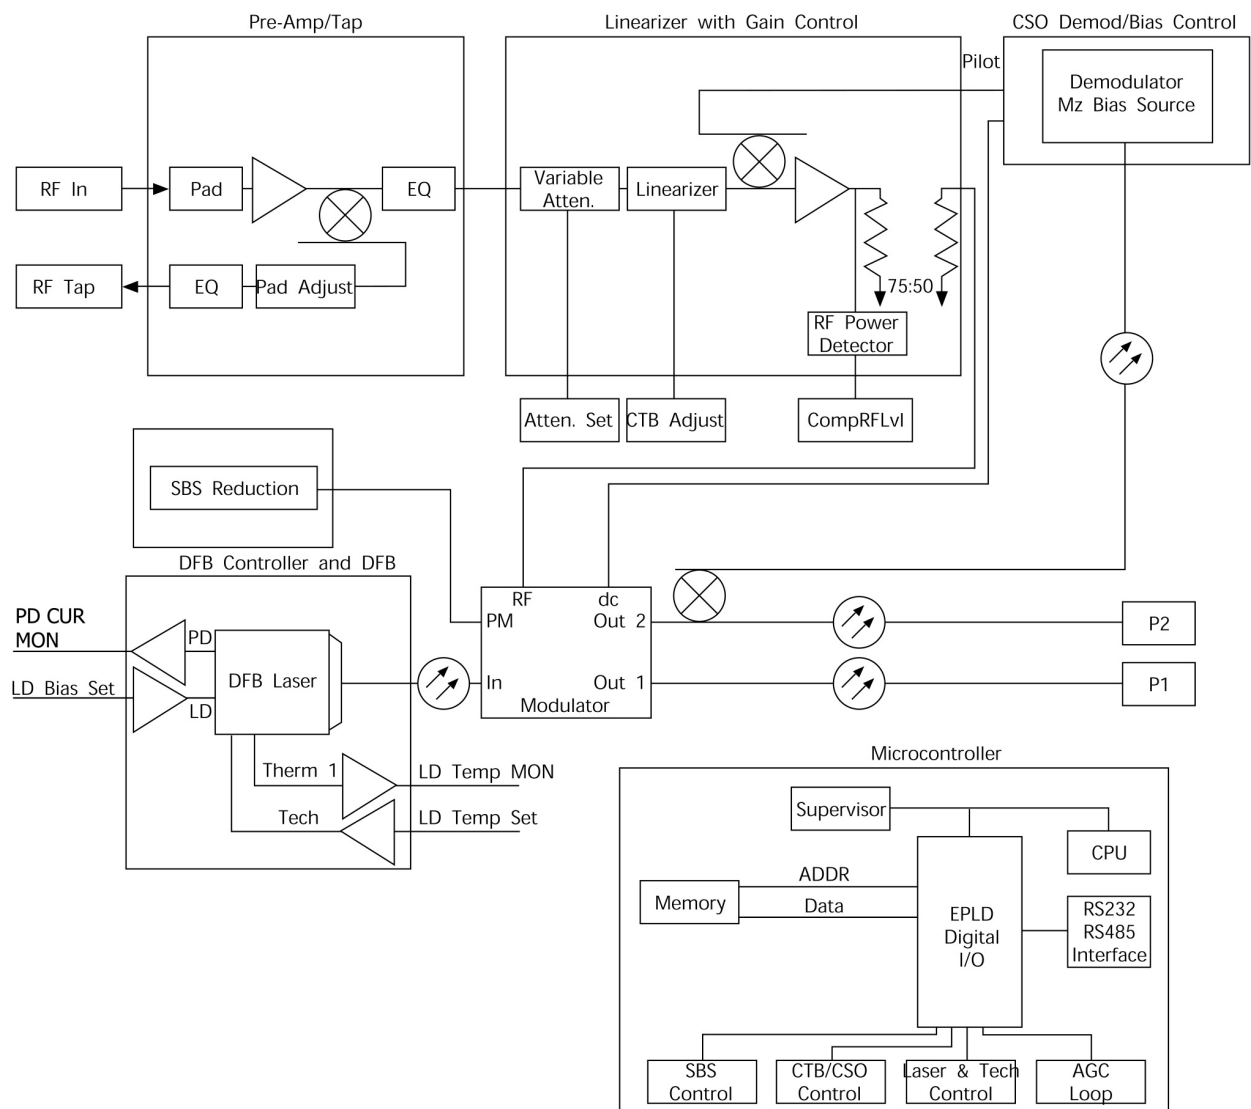 Pre-Amp/Tap
Linearizer with Gain Control
CSO Demod/Bias Control
Pilot
Demodulator
Mz Bias Source
RF In
Pad
EQ
Variable
Atten.
Linearizer
RF Tap
EQ
Pad Adjust
75:50
RF Power
Detector
Atten. Set
CTB Adjust
CompRFLvl
SBS Reduction
DFB Controller and DFB
PD CUR
MON
PD
LD Bias Set
LD
DFB Laser
Therm 1
LD Temp MON
Tech
LD Temp Set
RF
dc
PM
Out 2
In
Out 1
Modulator
P2
P1
Microcontroller
Supervisor
CPU
ADDR
Memory
Data
EPLD
Digital
I/O
RS232
RS485
Interface
SBS
Control
CTB/CSO
Control
Laser & Tech
Control
AGC
Loop